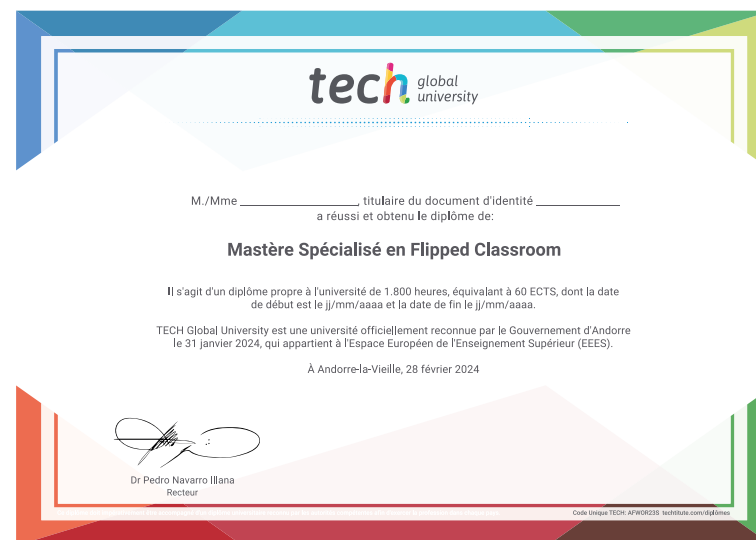 tech global university
M./Mme ____________________, titulaire du document d'identité ______________
a réussi et obtenu le diplôme de:
Mastère Spécialisé en Flipped Classroom
Il s'agit d'un diplôme propre à l'université de 1.800 heures, équivalant à 60 ECTS, dont la date
de début est le jj/mm/aaaa et la date de fin le jj/mm/aaaa.
TECH Global University est une université officiellement reconnue par le Gouvernement d'Andorre
le 31 janvier 2024, qui appartient à l'Espace Européen de l'Enseignement Supérieur (EEES).
À Andorre-la-Vieille, 28 février 2024
Dr Pedro Navarro Illana
Recteur
Code Unique TECH: AFWOR23S techtitute.com/diplômes